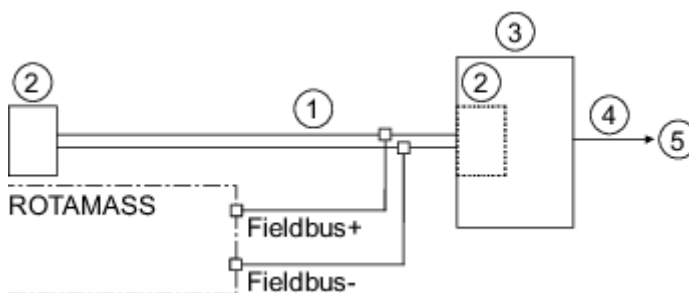 ③
② ① ② ④ ⑤
ROTAMASS
Fieldbus+
Fieldbus-